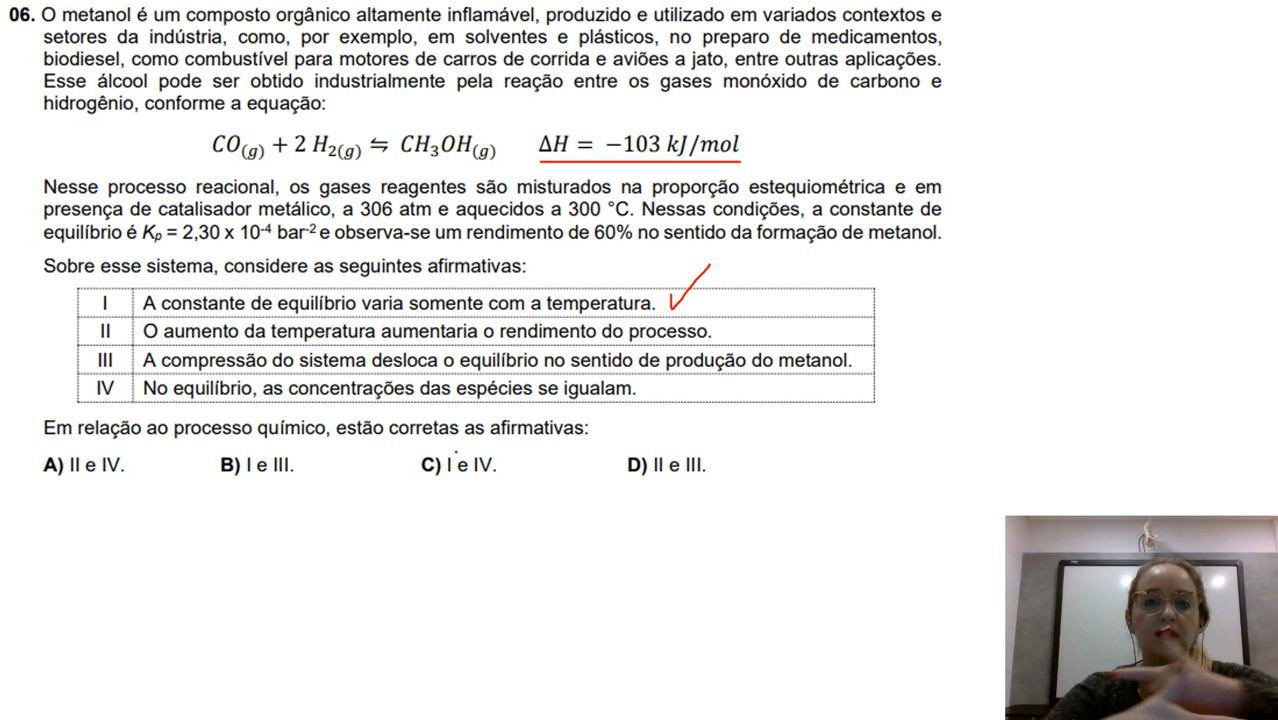 06. O metanol é um composto orgânico altamente inflamável, produzido e utilizado em variados contextos e
setores da indústria, como, por exemplo, em solventes e plásticos, no preparo de medicamentos,
biodiesel, como combustível para motores de carros de corrida e aviões a jato, entre outras aplicações.
Esse álcool pode ser obtido industrialmente pela reação entre os gases monóxido de carbono e
hidrogênio, conforme a equação:
CO(g) + 2 H2(g) ⇋ CH3OH(g) ΔH = −103 kJ/mol
Nesse processo reacional, os gases reagentes são misturados na proporção estequiométrica e em
presença de catalisador metálico, a 306 atm e aquecidos a 300 °C. Nessas condições, a constante de
equilíbrio é Kp = 2,30 x 10-4 bar-2 e observa-se um rendimento de 60% no sentido da formação de metanol.
Sobre esse sistema, considere as seguintes afirmativas:
I A constante de equilíbrio varia somente com a temperatura.
II O aumento da temperatura aumentaria o rendimento do processo.
III A compressão do sistema desloca o equilíbrio no sentido de produção do metanol.
IV No equilíbrio, as concentrações das espécies se igualam.
Em relação ao processo químico, estão corretas as afirmativas:
A) II e IV. B) I e III. C) I e IV. D) II e III.